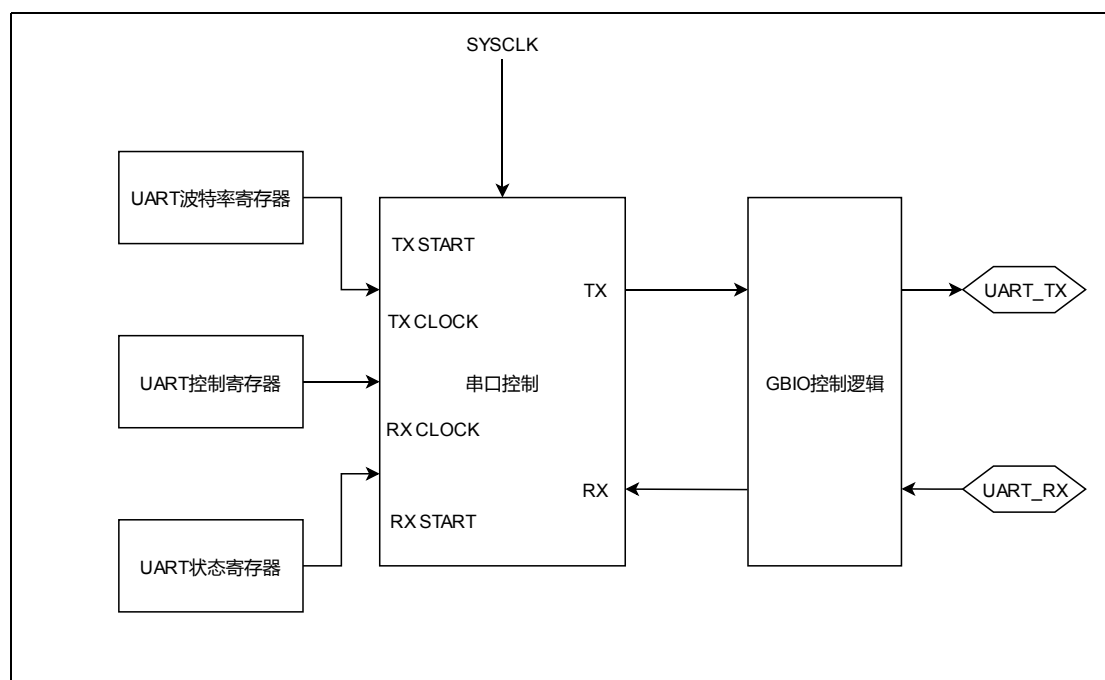 SYSCLK
UART波特率寄存器
TX START
TX
UART_TX
TX CLOCK
UART控制寄存器
串口控制
GBIO控制逻辑
RX CLOCK
RX
UART_RX
RX START
UART状态寄存器